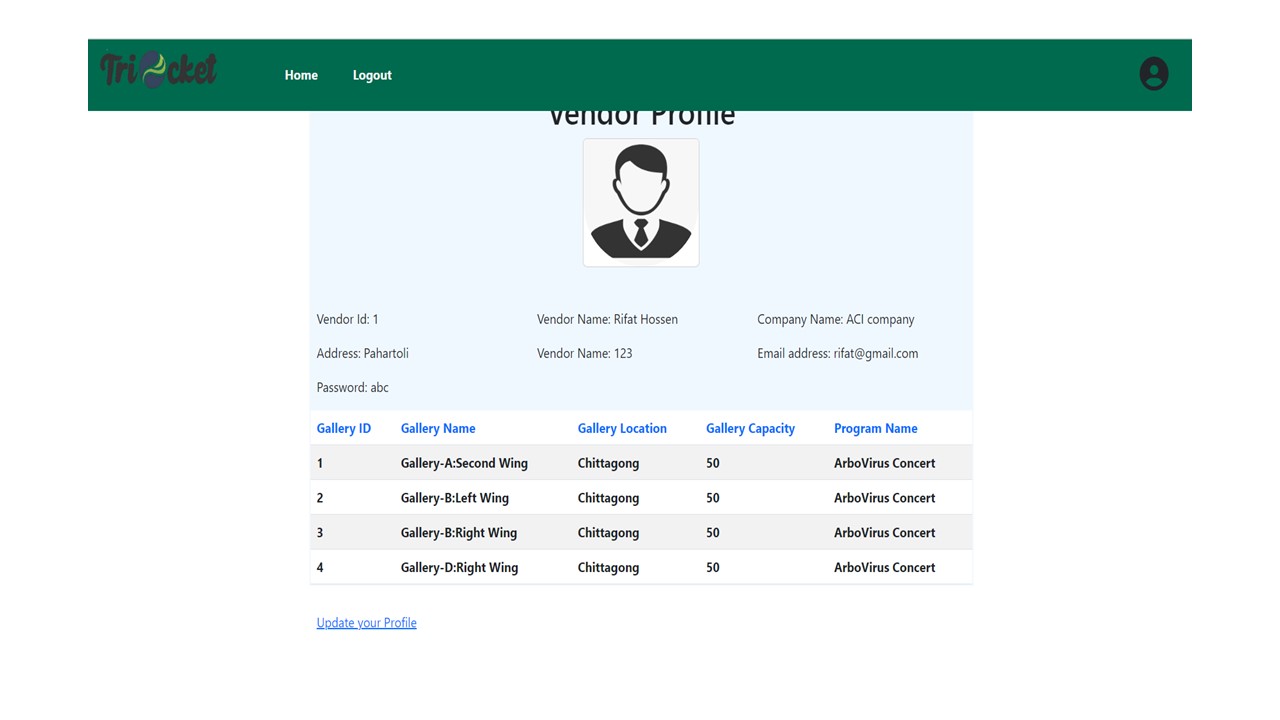 Tricket
Home Logout
Vendor Profile
Vendor Id: 1 Vendor Name: Rifat Hossen Company Name: ACI company
Address: Pahartoli Vendor Name: 123 Email address: rifat@gmail.com
Password: abc
Gallery ID Gallery Name Gallery Location Gallery Capacity Program Name
1 Gallery-A:Second Wing Chittagong 50 ArboVirus Concert
2 Gallery-B:Left Wing Chittagong 50 ArboVirus Concert
3 Gallery-B:Right Wing Chittagong 50 ArboVirus Concert
4 Gallery-D:Right Wing Chittagong 50 ArboVirus Concert
Update your Profile